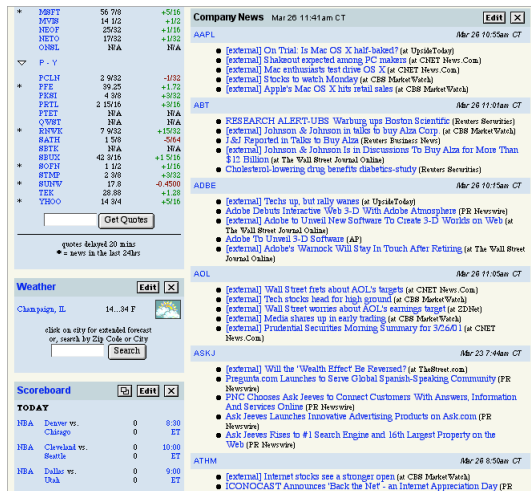 * MSFT 56 7/8 +5/16
* MVIS 14 1/2 +1/2
NEOF 25/32 +1/16
NETO 17/32 +1/32
ONSL N/A N/A
P - Y
PCLN 2 9/32 -1/32
* PFE 39.25 +1.72
PKSI 4 3/8 +3/32
PRTL 2 15/16 +3/16
PTET N/A N/A
QWST N/A N/A
* RNWK 7 9/32 +15/32
SATH 1 5/8 -5/64
SBTK N/A N/A
SBUX 42 3/16 +1 5/16
* SOFN 1 1/2 +1/16
STMP 2 3/8 +3/32
* SUNW 17.8 -0.4500
TEK 28.88 +1.28
* YHOO 14 3/4 +5/16
Get Quotes
quotes delayed 20 mins
* = news in the last 24hrs
Weather Edit X
Champaign, IL 14...34 F
click on city for extended forecast
or, search by Zip Code or City
Search
Scoreboard Edit X
TODAY
NBA Denver vs. 0 8:30
Chicago 0 ET
NBA Cleveland vs. 0 10:00
Seattle 0 ET
NBA Dallas vs. 0 9:00
Utah 0 ET
Company News Mar 26 11:41am CT Edit X
AAPL Mar 26 10:55am CT
[external] On Trial: Is Mac OS X half-baked? (at UpsideToday)
[external] Shakeout expected among PC makers (at CNET News.Com)
[external] Mac enthusiasts test drive OS X (at CNET News.Com)
[external] Stocks to watch Monday (at CBS MarketWatch)
[external] Apple's Mac OS X hits retail sales (at CBS MarketWatch)
ABT Mar 26 11:01am CT
RESEARCH ALERT-UBS Warburg ups Boston Scientific (Reuters Securities)
[external] Johnson & Johnson in talks to buy Alza Corp. (at CBS MarketWatch)
J&J Reported in Talks to Buy Alza (Reuters Business News)
[external] Johnson & Johnson Is in Discussions To Buy Alza for More Than
$12 Billion (at The Wall Street Journal Online)
Cholesterol-lowering drug benefits diabetics-study (Reuters Securities)
ADBE Mar 26 10:15am CT
[external] Techs up, but rally wanes (at UpsideToday)
Adobe Debuts Interactive Web 3-D With Adobe Atmosphere (PR Newswire)
[external] Adobe to Unveil New Software To Create 3-D Worlds on Web (at
The Wall Street Journal Online)
Adobe To Unveil 3-D Software (AP)
[external] Adobe's Warnock Will Stay In Touch After Retiring (at The Wall Street
Journal Online)
AOL Mar 26 11:05am CT
[external] Wall Street frets about AOL's targets (at CNET News.Com)
[external] Tech stocks head for high ground (at CBS MarketWatch)
[external] Wall Street worries about AOL's earnings target (at ZDNet)
[external] Media shares up in early trading (at CBS MarketWatch)
[external] Prudential Securities Morning Summary for 3/26/01 (at CNET
News.Com)
ASKJ Mar 23 7:44am CT
[external] Will the 'Wealth Effect' Be Reversed? (at TheStreet.com)
Pregunta.com Launches to Serve Global Spanish-Speaking Community (PR
Newswire)
PNC Chooses Ask Jeeves to Connect Customers With Answers, Information
And Services Online (PR Newswire)
Ask Jeeves Launches Innovative Advertising Products on Ask.com (PR
Newswire)
Ask Jeeves Rises to #1 Search Engine and 16th Largest Property on the
Web (PR Newswire)
ATHM Mar 26 8:50am CT
[external] Internet stocks see a stronger open (at CBS MarketWatch)
ICONOCAST Announces 'Back the Net' - an Internet Appreciation Day (PR